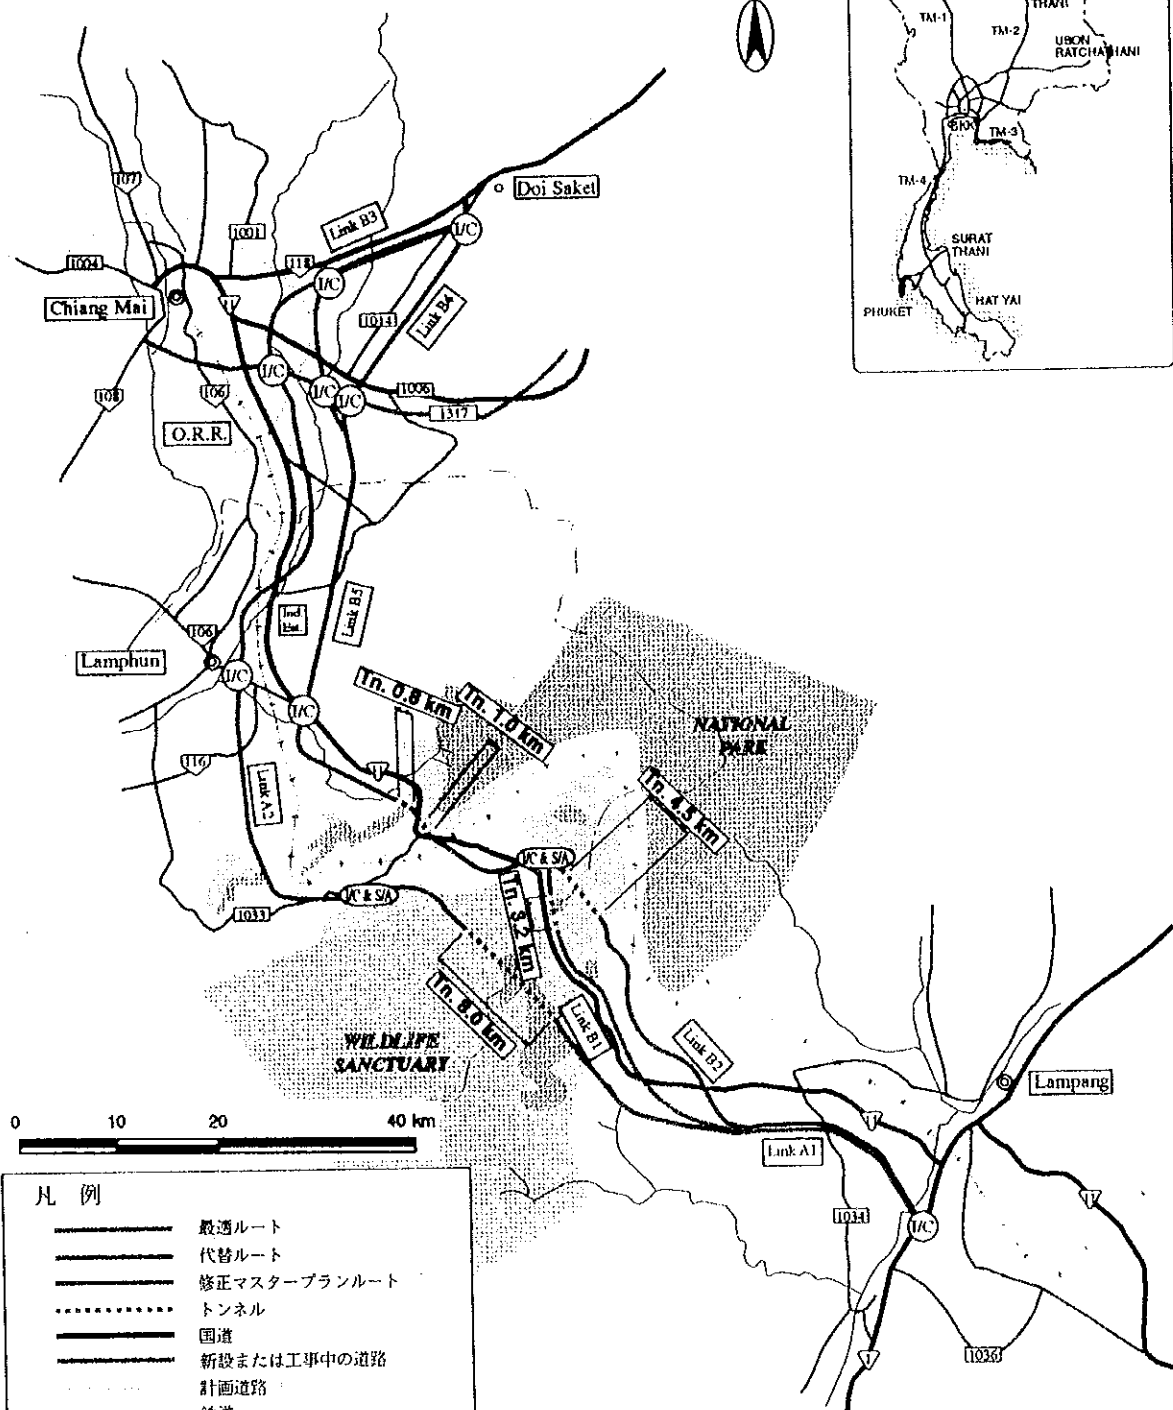 TM-1
THANI
TM-2
UBON
RATCHATHANI
BKK
TM-3
TM-4
SURAT
THANI
HAT YAI
PHUKET
107
Doi Saket
Link B3
I/C
1001
118
1004
I/C
Chiang Mai
11
1014
Link B4
I/C
I/C
I/C
1006
108
106
1317
O.R.R.
Ind.
Est.
Link B5
106
Lamphun
I/C
I/C
Tn. 0.8 km
Tn. 1.0 km
NATIONAL
PARK
116
11
Link A2
Tn. 4.5 km
I/C & S/A
I/C & S/A
1033
Tn. 3.2 km
Tn. 8.0 km
Link B1
WILDLIFE
SANCTUARY
Link B2
Lampang
0 10 20 40 km
11
Link A1
凡 例
最適ルート
代替ルート
修正マスタープランルート
トンネル
国道
新設または工事中の道路
計画道路
1034
I/C
11
1
1036